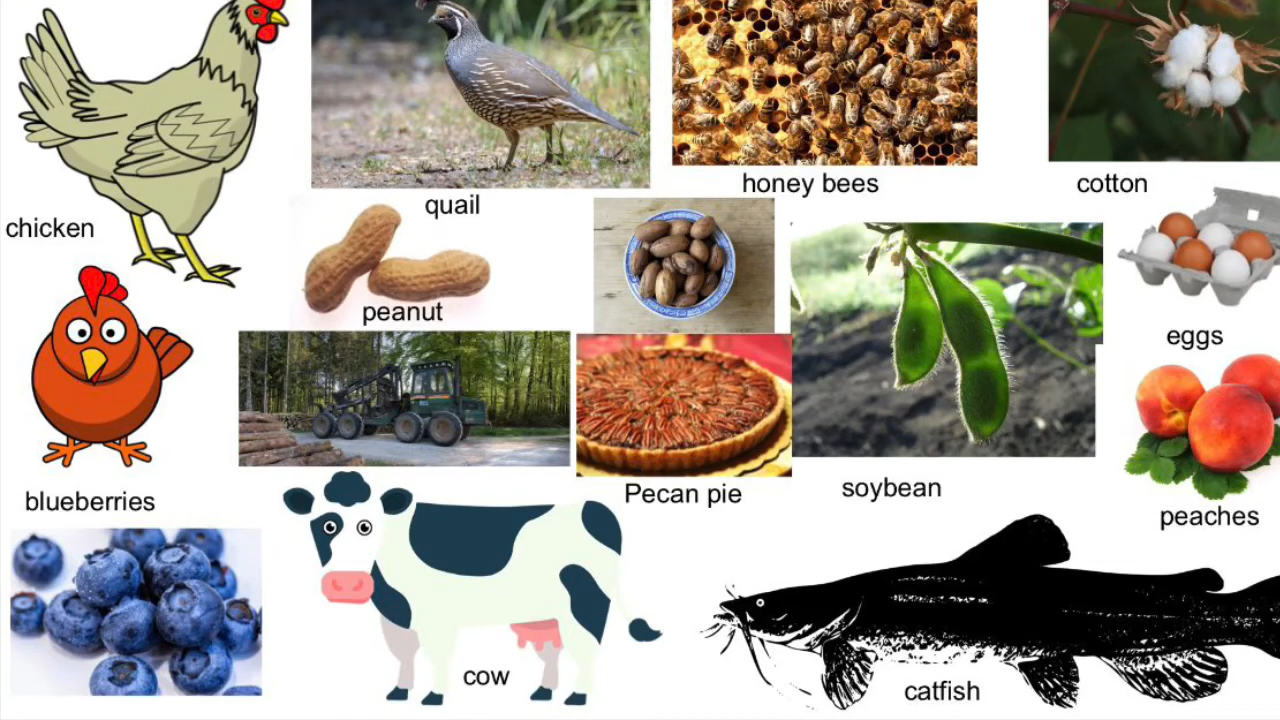 honey bees
cotton
quail
chicken
peanut
eggs
Pecan pie
soybean
blueberries
peaches
cow
catfish